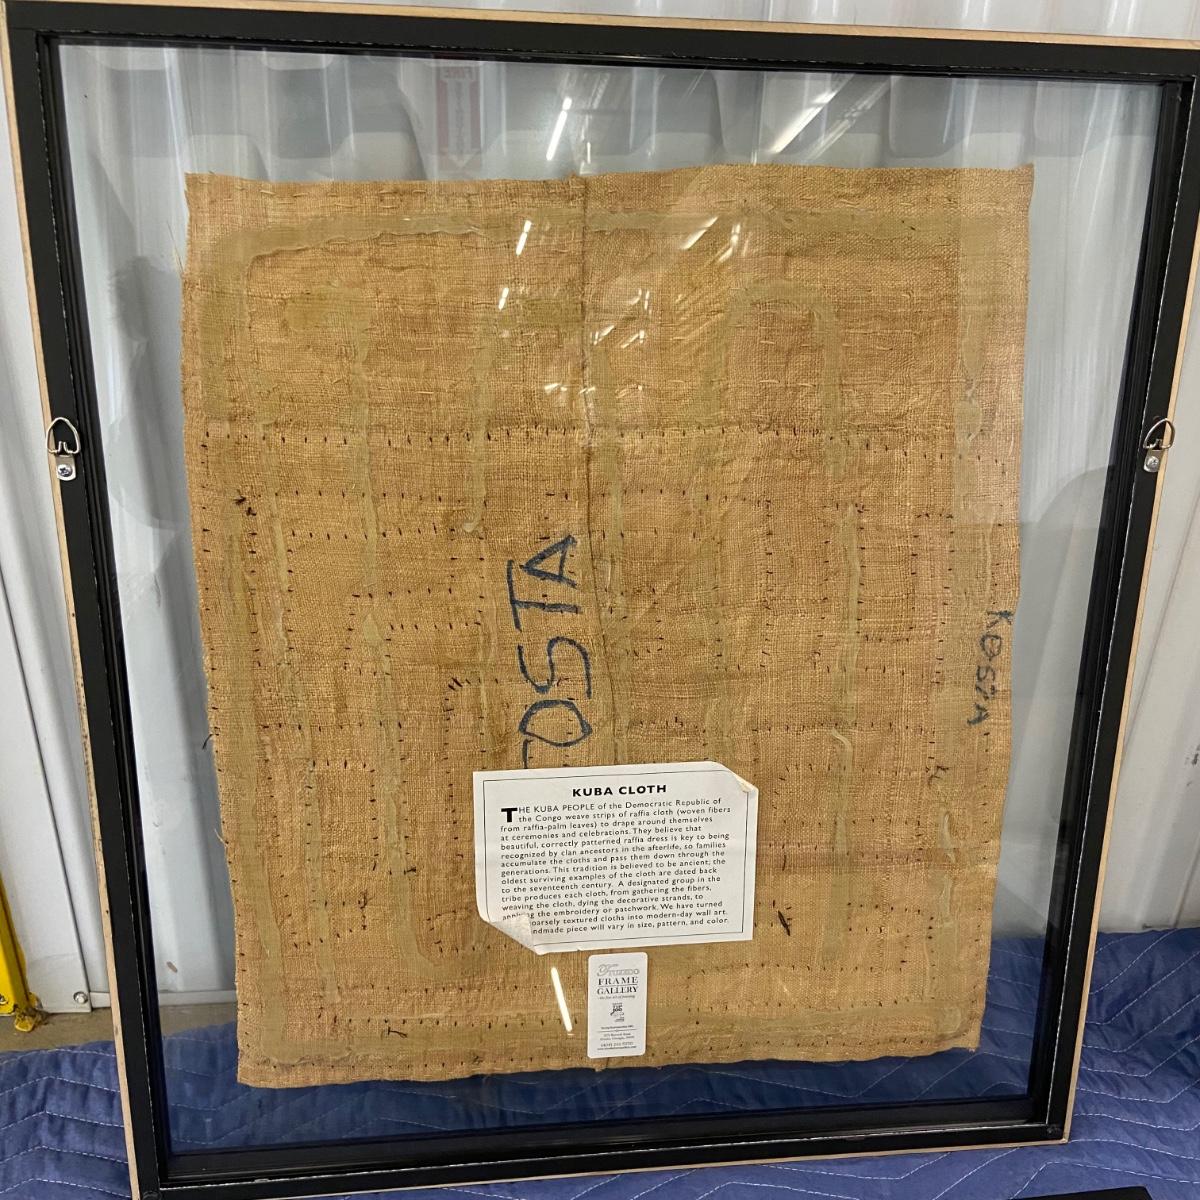 FIRE
OSTA
KOSTA
KUBA CLOTH
THE KUBA PEOPLE of the Democratic Republic of
the Congo weave strips of raffia cloth (woven fibers
from raffia-palm leaves) to drape around themselves
at ceremonies and celebrations. They believe that
beautiful, correctly patterned raffia dress is key to being
recognized by clan ancestors in the afterlife, so families
accumulate the cloths and pass them down through the
generations. This tradition is believed to be ancient; the
oldest surviving examples of the cloth are dated back
to the seventeenth century. A designated group in the
tribe produces each cloth, from gathering the fibers,
weaving the cloth, dying the decorative strands, to
applying the embroidery or patchwork. We have turned
oarsely textured cloths into modern-day wall art.
ndmade piece will vary in size, pattern, and color.
Tuxedo
FRAME
GALLERY